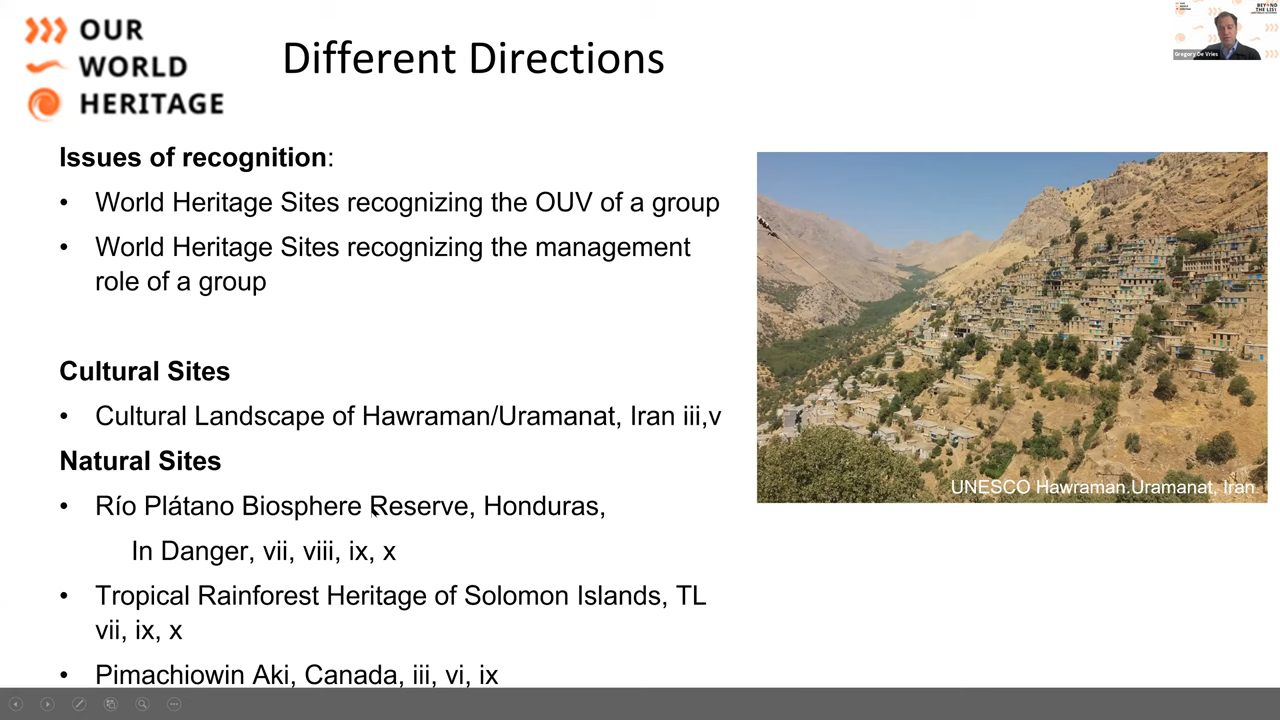 OUR
WORLD
HERITAGE
Different Directions
Gregory De Vries
Issues of recognition:
• World Heritage Sites recognizing the OUV of a group
• World Heritage Sites recognizing the management
role of a group
Cultural Sites
• Cultural Landscape of Hawraman/Uramanat, Iran iii,v
Natural Sites
• Río Plátano Biosphere Reserve, Honduras,
In Danger, vii, viii, ix, x
• Tropical Rainforest Heritage of Solomon Islands, TL
vii, ix, x
• Pimachiowin Aki, Canada, iii, vi, ix
UNESCO Hawraman.Uramanat, Iran